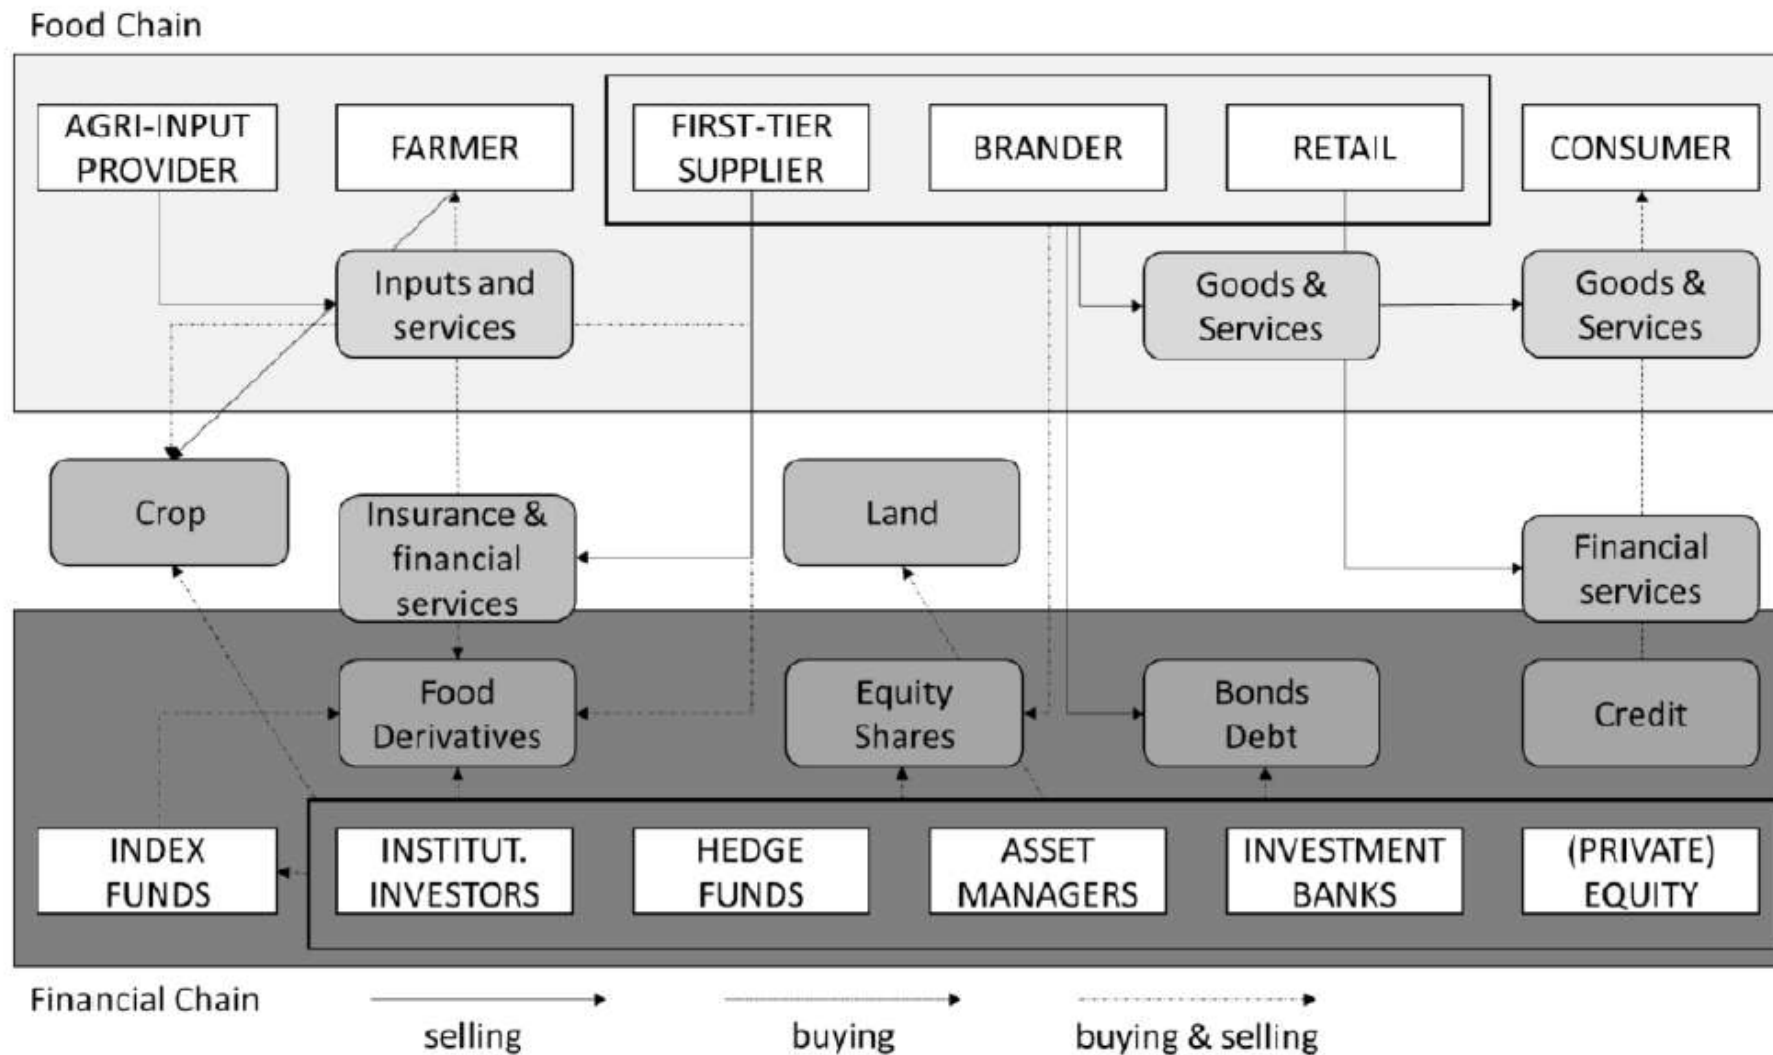 Food Chain
AGRI-INPUT
PROVIDER
FARMER
FIRST-TIER
SUPPLIER
BRANDER
RETAIL
CONSUMER
Inputs and
services
Goods &
Services
Goods &
Services
Crop
Insurance &
financial
services
Land
Financial
services
Food
Derivatives
Equity
Shares
Bonds
Debt
Credit
INDEX
FUNDS
INSTITUT.
INVESTORS
HEDGE
FUNDS
ASSET
MANAGERS
INVESTMENT
BANKS
(PRIVATE)
EQUITY
Financial Chain
selling
buying
buying & selling